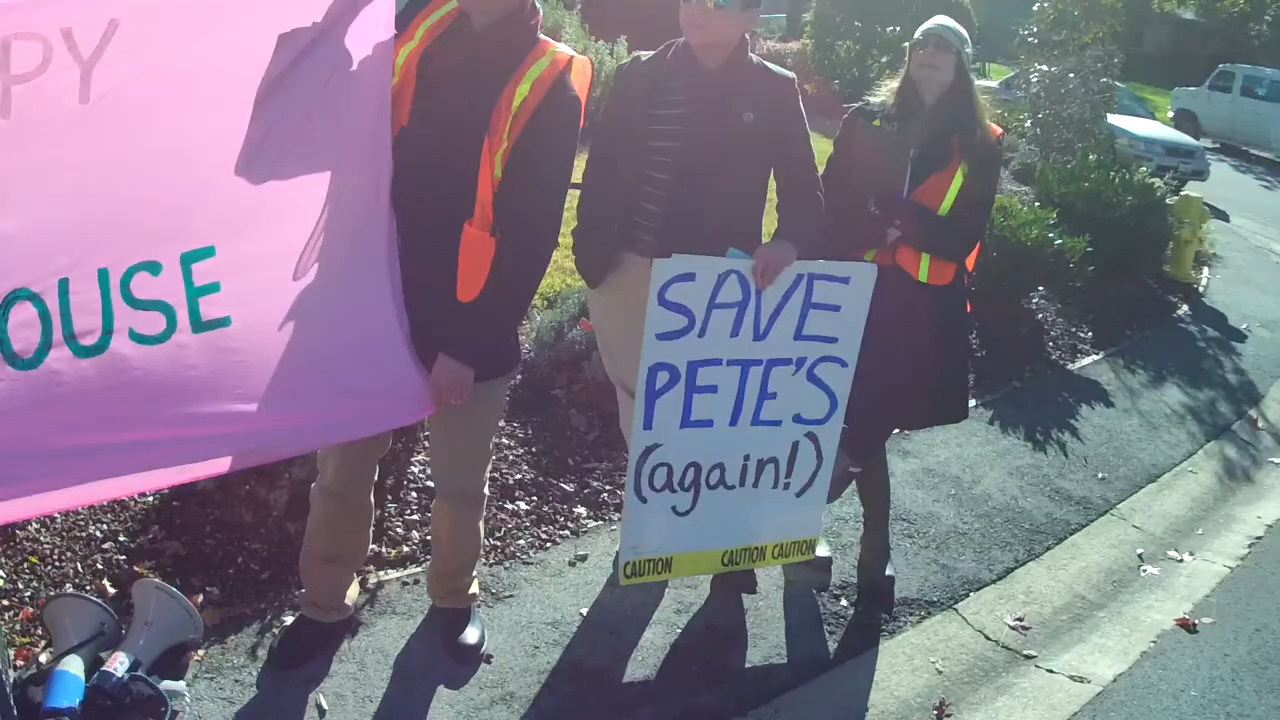 PY
OUSE
SAVE
PETE'S
(again!)
CAUTION CAUTION CAUTION